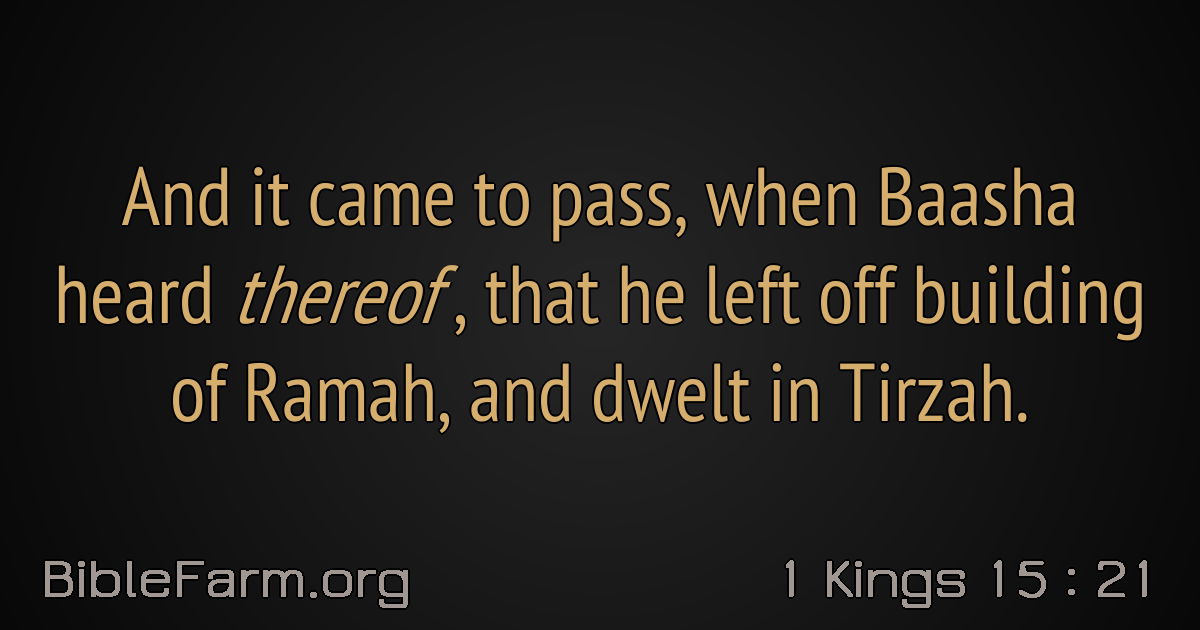 And it came to pass, when Baasha
heard thereof , that he left off building
of Ramah, and dwelt in Tirzah.
BibleFarm.org
1 Kings 15 : 21